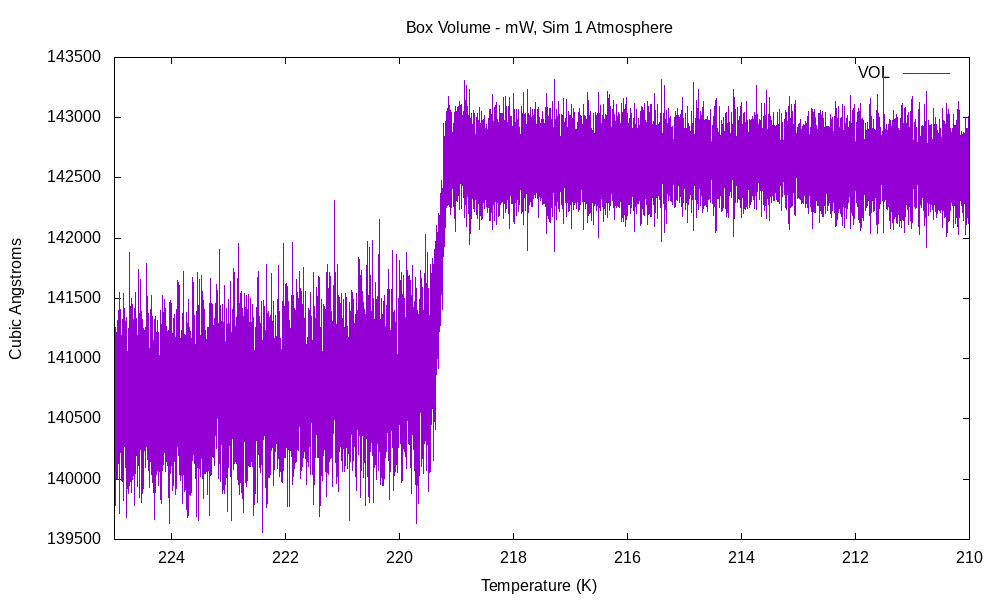 Box Volume - mW, Sim 1 Atmosphere
VOL
143500
143000
142500
142000
141500
141000
140500
140000
139500
Cubic Angstroms
224 222 220 218 216 214 212 210
Temperature (K)